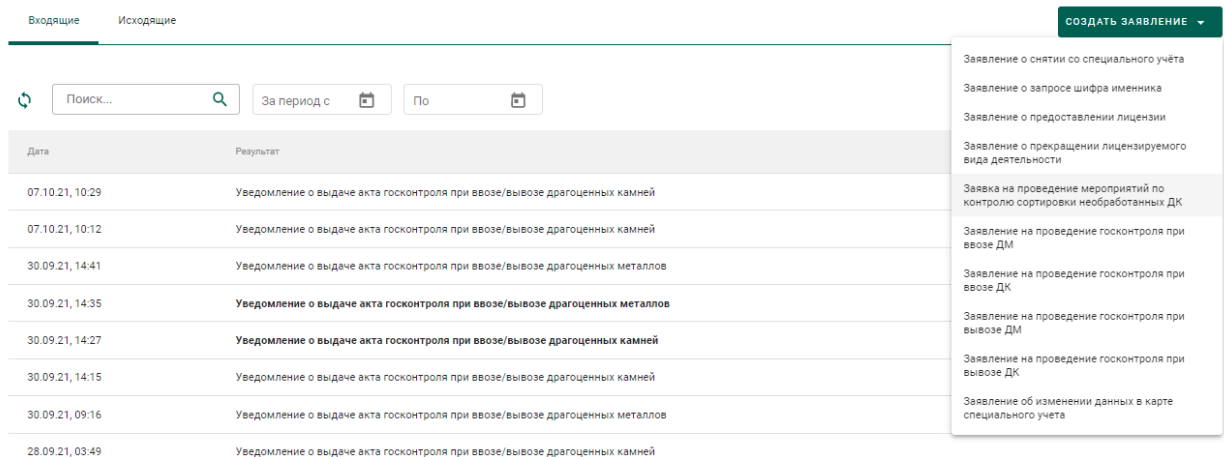 Входящие
Исходящие
СОЗДАТЬ ЗАЯВЛЕНИЕ
Заявление о снятии со специального учёта
Заявление о запросе шифра именника
Заявление о предоставлении лицензии
Заявление о прекращении лицензируемого
вида деятельности
Заявка на проведение мероприятий по
контролю сортировки необработанных ДК
Заявление на проведение госконтроля при
ввозе ДМ
Заявление на проведение госконтроля при
ввозе ДК
Заявление на проведение госконтроля при
вывозе ДМ
Заявление на проведение госконтроля при
вывозе ДК
Заявление об изменении данных в карте
специального учета
Поиск...
За период с
По
Дата Результат
07.10.21, 10:29 Уведомление о выдаче акта госконтроля при ввозе/вывозе драгоценных камней
07.10.21, 10:12 Уведомление о выдаче акта госконтроля при ввозе/вывозе драгоценных камней
30.09.21, 14:41 Уведомление о выдаче акта госконтроля при ввозе/вывозе драгоценных металлов
30.09.21, 14:35 Уведомление о выдаче акта госконтроля при ввозе/вывозе драгоценных металлов
30.09.21, 14:27 Уведомление о выдаче акта госконтроля при ввозе/вывозе драгоценных камней
30.09.21, 14:15 Уведомление о выдаче акта госконтроля при ввозе/вывозе драгоценных камней
30.09.21, 09:16 Уведомление о выдаче акта госконтроля при ввозе/вывозе драгоценных металлов
28.09.21, 03:49 Уведомление о выдаче акта госконтроля при ввозе/вывозе драгоценных камней